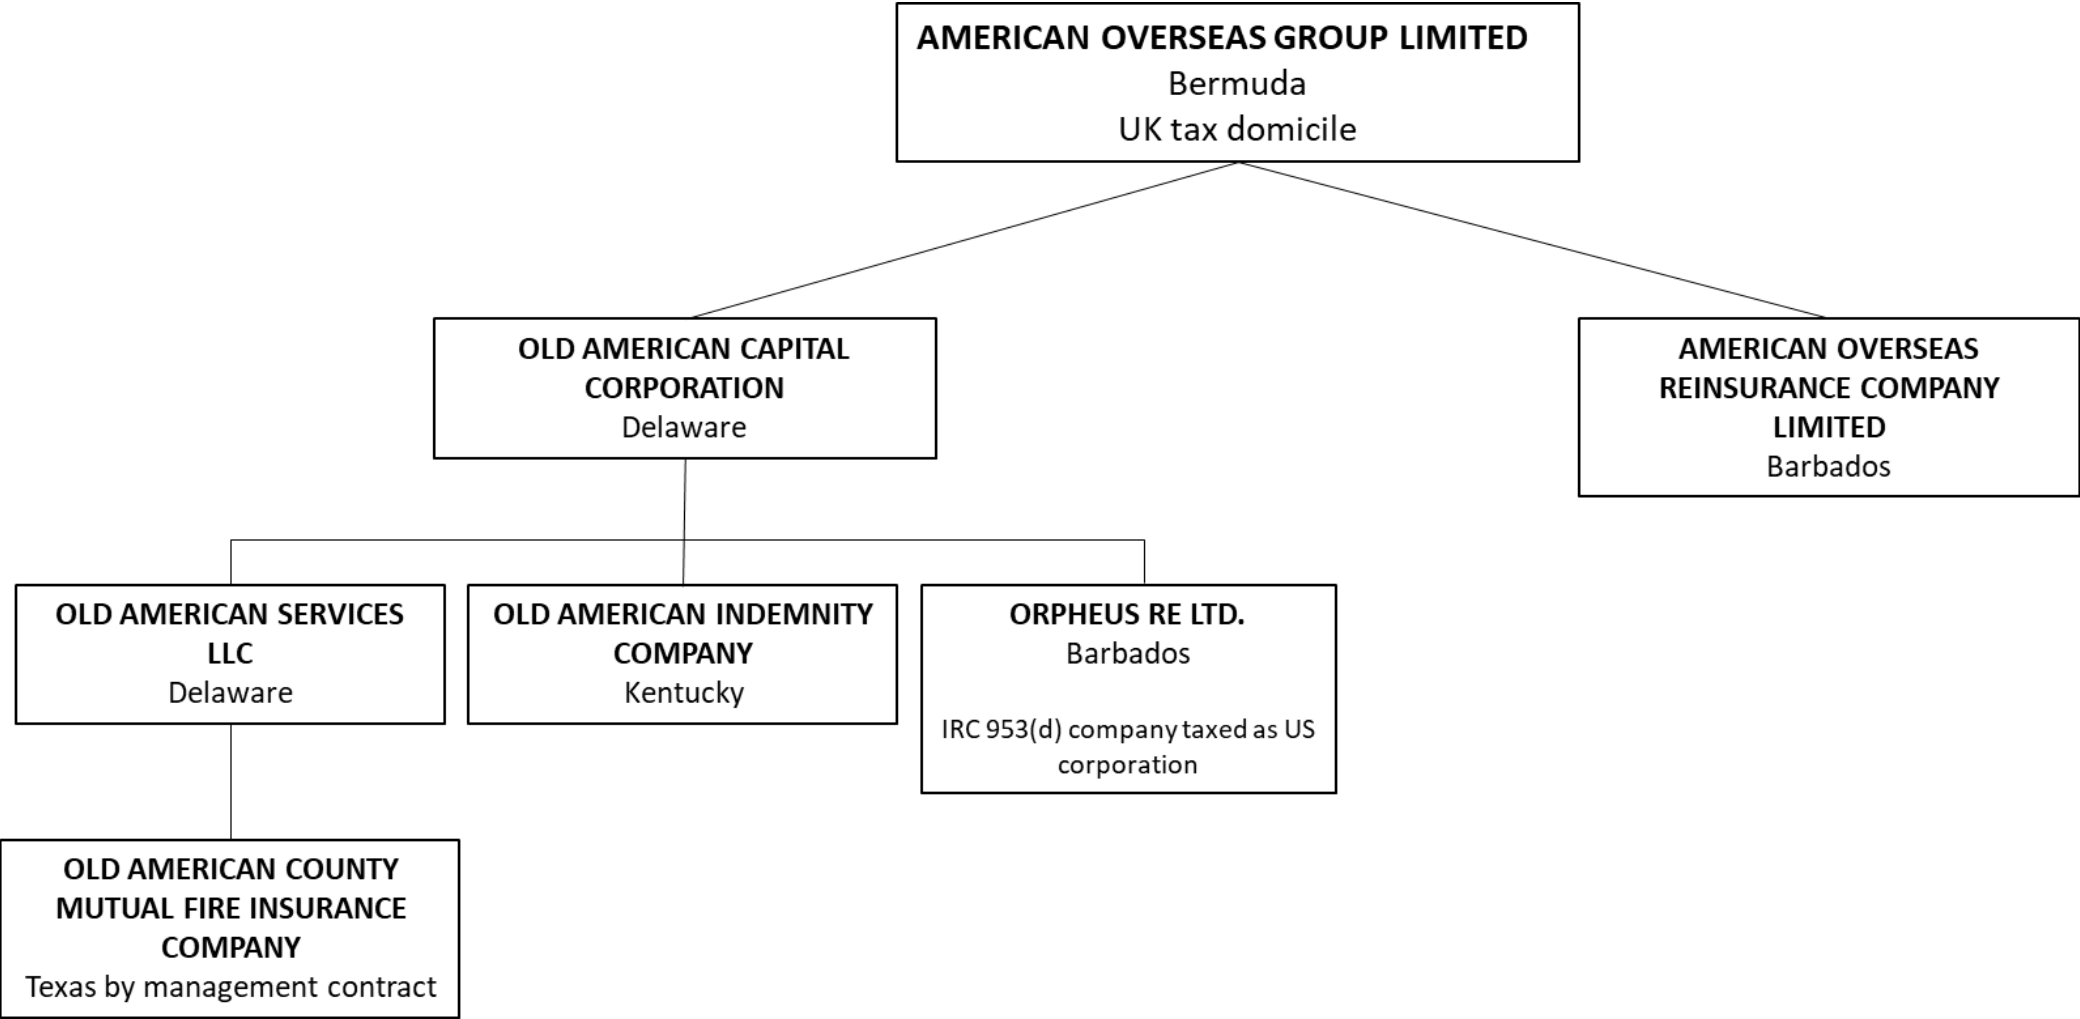 AMERICAN OVERSEAS GROUP LIMITED
Bermuda
UK tax domicile
OLD AMERICAN CAPITAL
CORPORATION
Delaware
AMERICAN OVERSEAS
REINSURANCE COMPANY
LIMITED
Barbados
OLD AMERICAN SERVICES
LLC
Delaware
OLD AMERICAN INDEMNITY
COMPANY
Kentucky
ORPHEUS RE LTD.
Barbados
IRC 953(d) company taxed as US
corporation
OLD AMERICAN COUNTY
MUTUAL FIRE INSURANCE
COMPANY
Texas by management contract